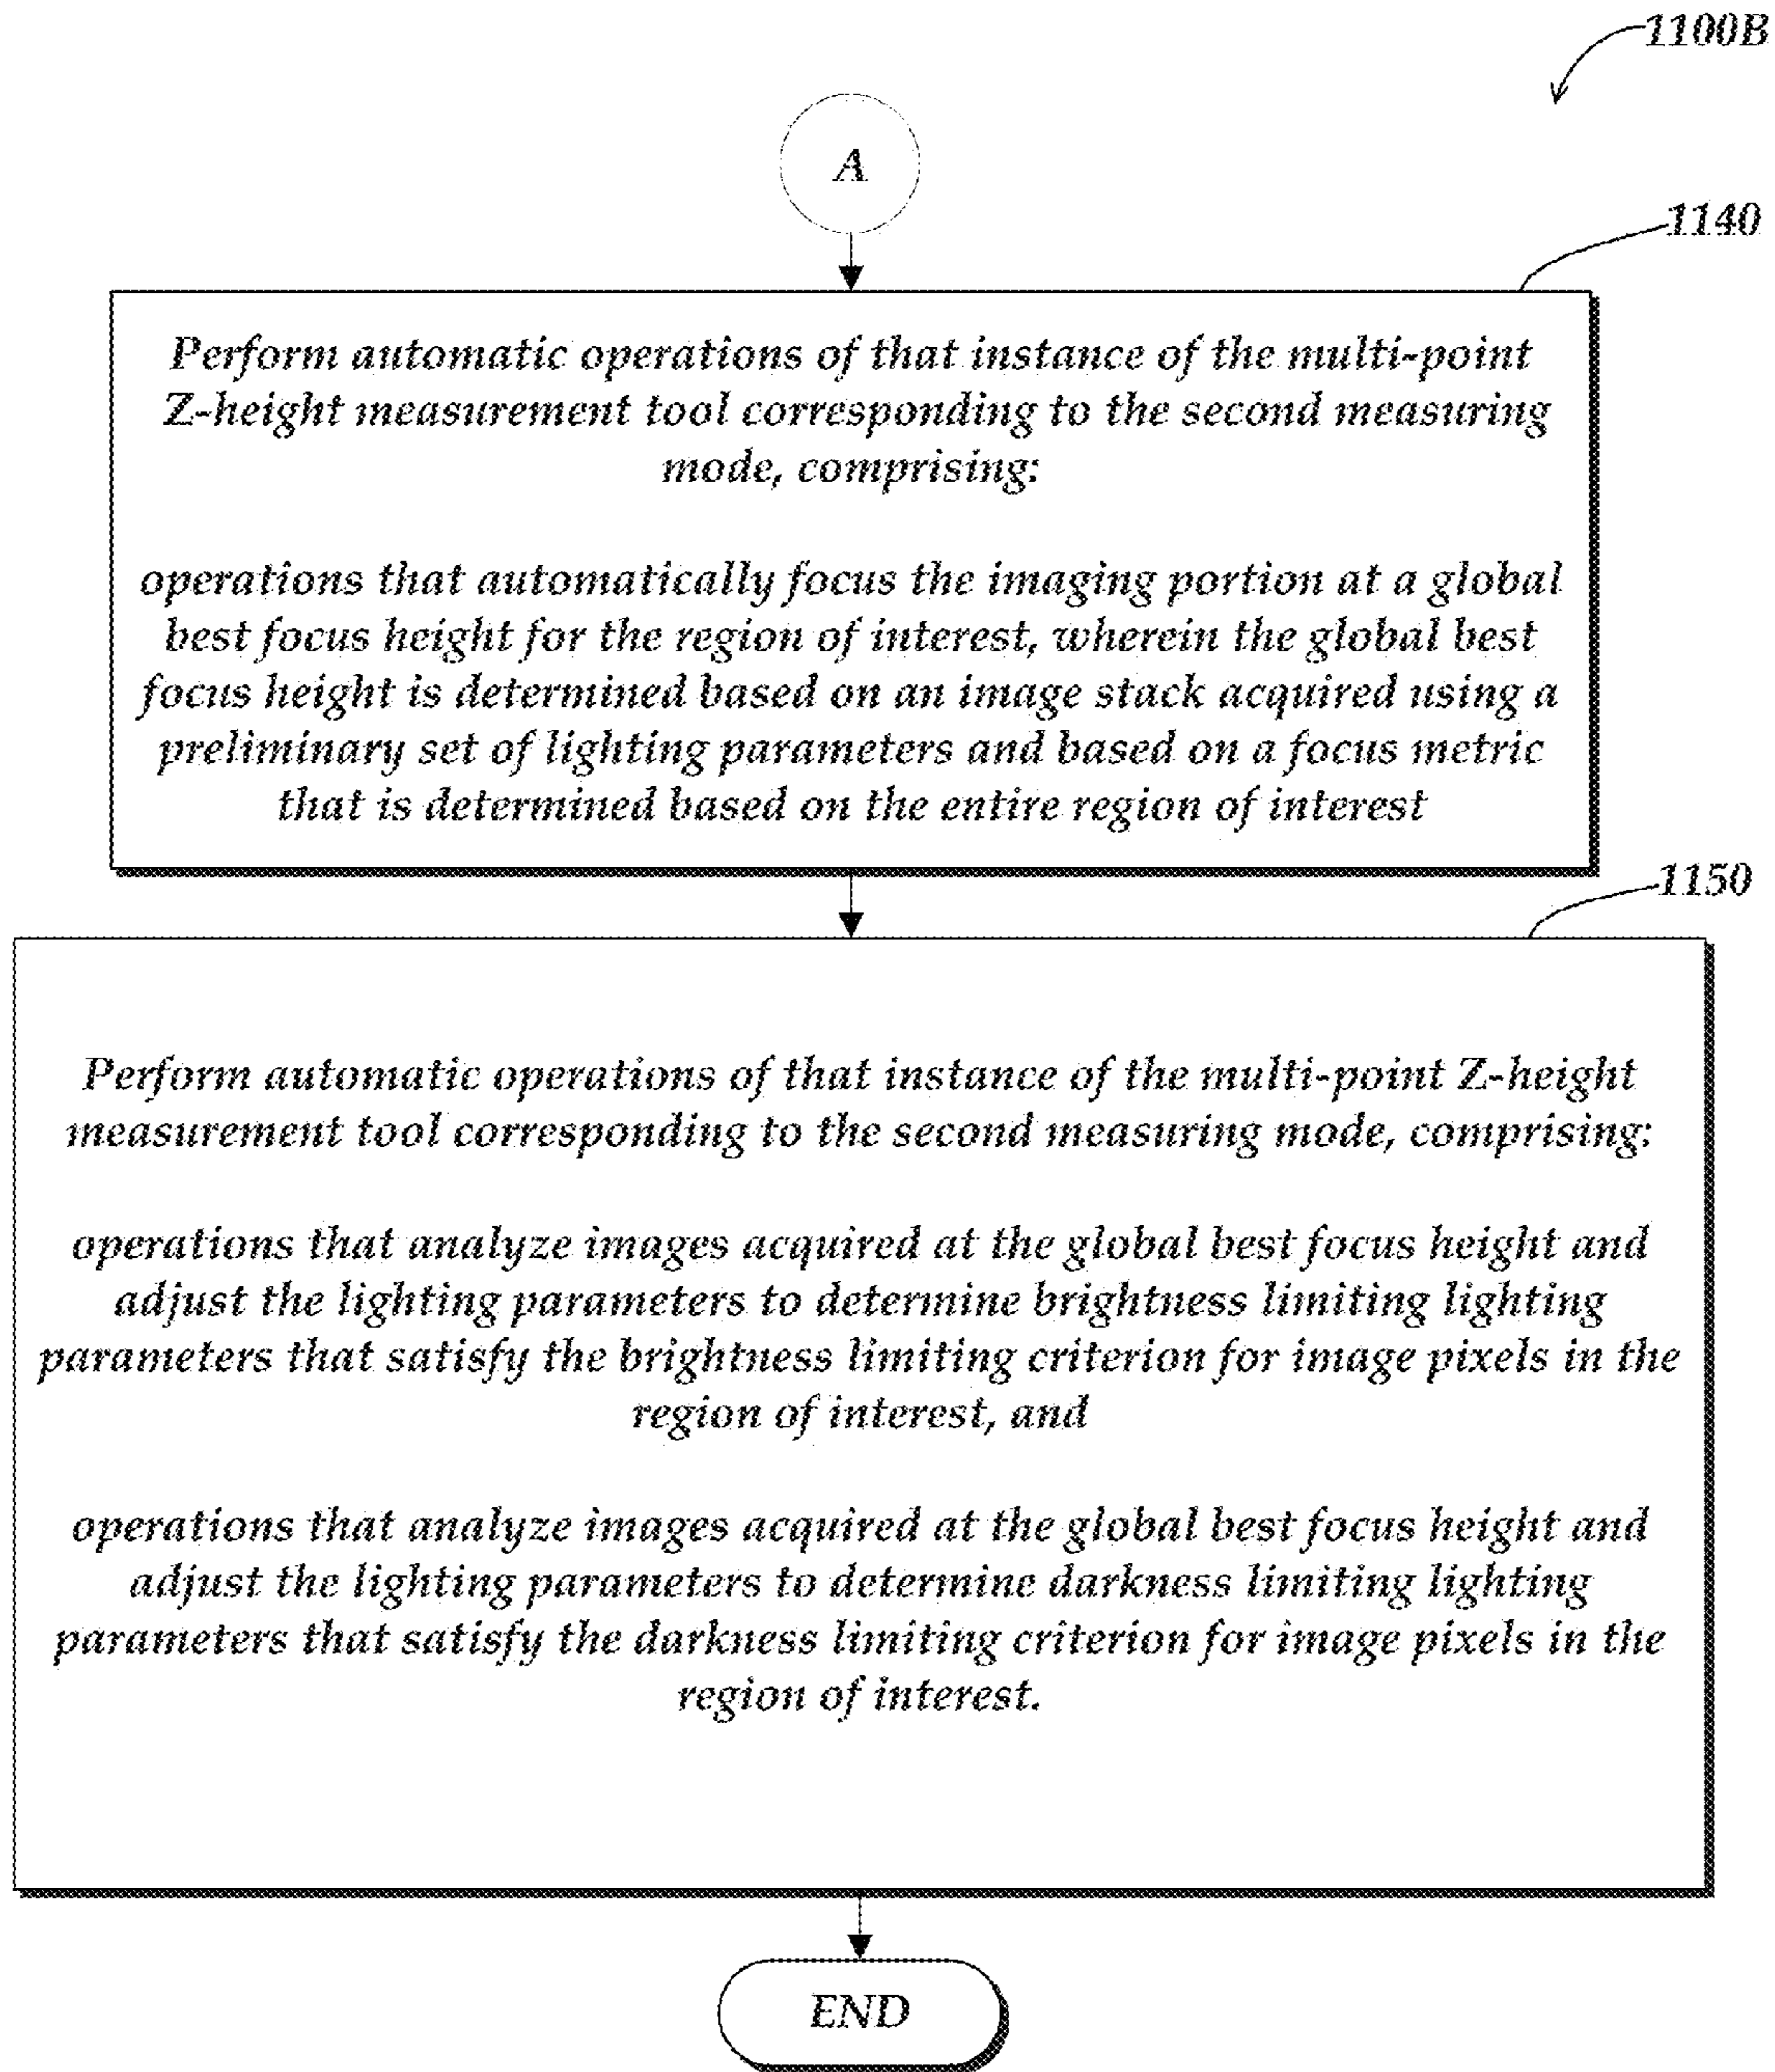 1100B
A
1140
Perform automatic operations of that instance of the multi-point
Z-height measurement tool corresponding to the second measuring
mode, comprising:
operations that automatically focus the imaging portion at a global
best focus height for the region of interest, wherein the global best
focus height is determined based on an image stack acquired using a
preliminary set of lighting parameters and based on a focus metric
that is determined based on the entire region of interest
1150
Perform automatic operations of that instance of the multi-point Z-height
measurement tool corresponding to the second measuring mode, comprising:
operations that analyze images acquired at the global best focus height and
adjust the lighting parameters to determine brightness limiting lighting
parameters that satisfy the brightness limiting criterion for image pixels in the
region of interest, and
operations that analyze images acquired at the global best focus height and
adjust the lighting parameters to determine darkness limiting lighting
parameters that satisfy the darkness limiting criterion for image pixels in the
region of interest.
END